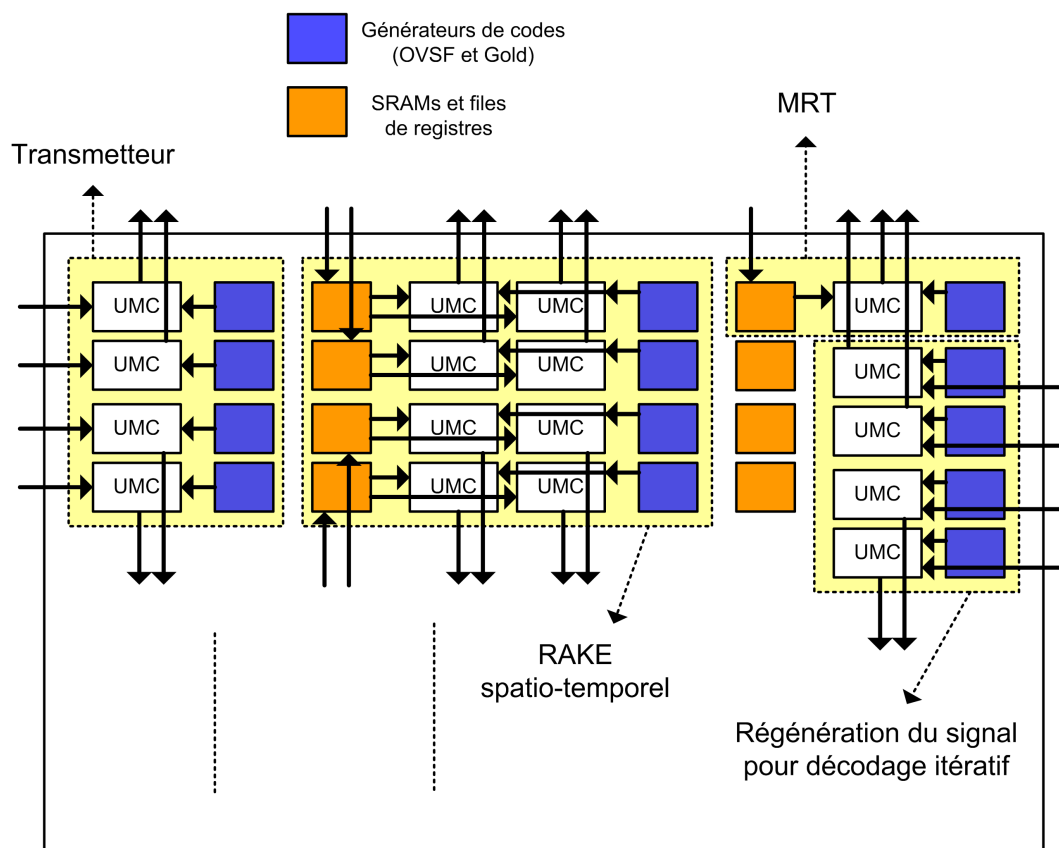 Générateurs de codes
(OVSF et Gold)
SRAMs et files
de registres
MRT
Transmetteur
UMC UMC UMC UMC
UMC UMC UMC
UMC
UMC UMC UMC
UMC
UMC UMC UMC
UMC
UMC
RAKE
spatio-temporel
Régénération du signal
pour décodage itératif